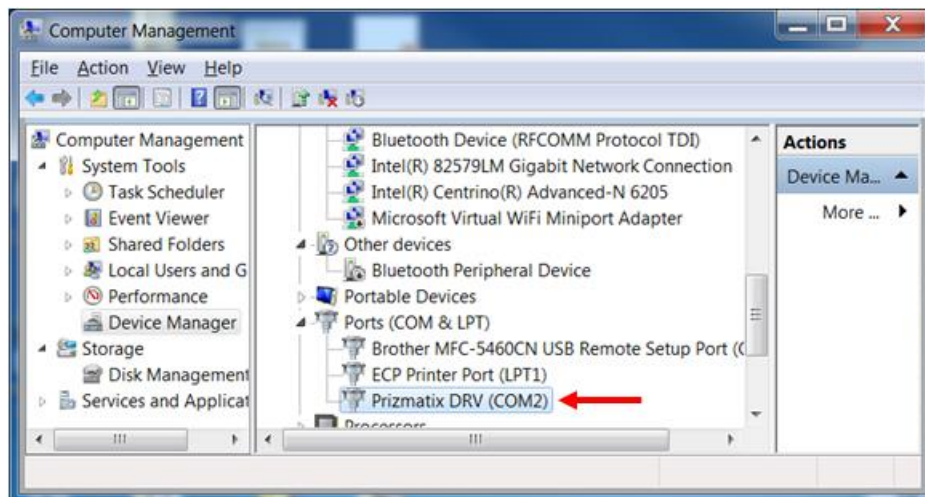 Computer Management
File Action View Help
Computer Management
System Tools
Task Scheduler
Event Viewer
Shared Folders
Local Users and G
Performance
Device Manager
Storage
Disk Management
Services and Applicat
Bluetooth Device (RFCOMM Protocol TDI)
Intel(R) 82579LM Gigabit Network Connection
Intel(R) Centrino(R) Advanced-N 6205
Microsoft Virtual WiFi Miniport Adapter
Other devices
Bluetooth Peripheral Device
Portable Devices
Ports (COM & LPT)
Brother MFC-5460CN USB Remote Setup Port (C
ECP Printer Port (LPT1)
Prizmatix DRV (COM2)
Processors
Actions
Device Ma...
More ...